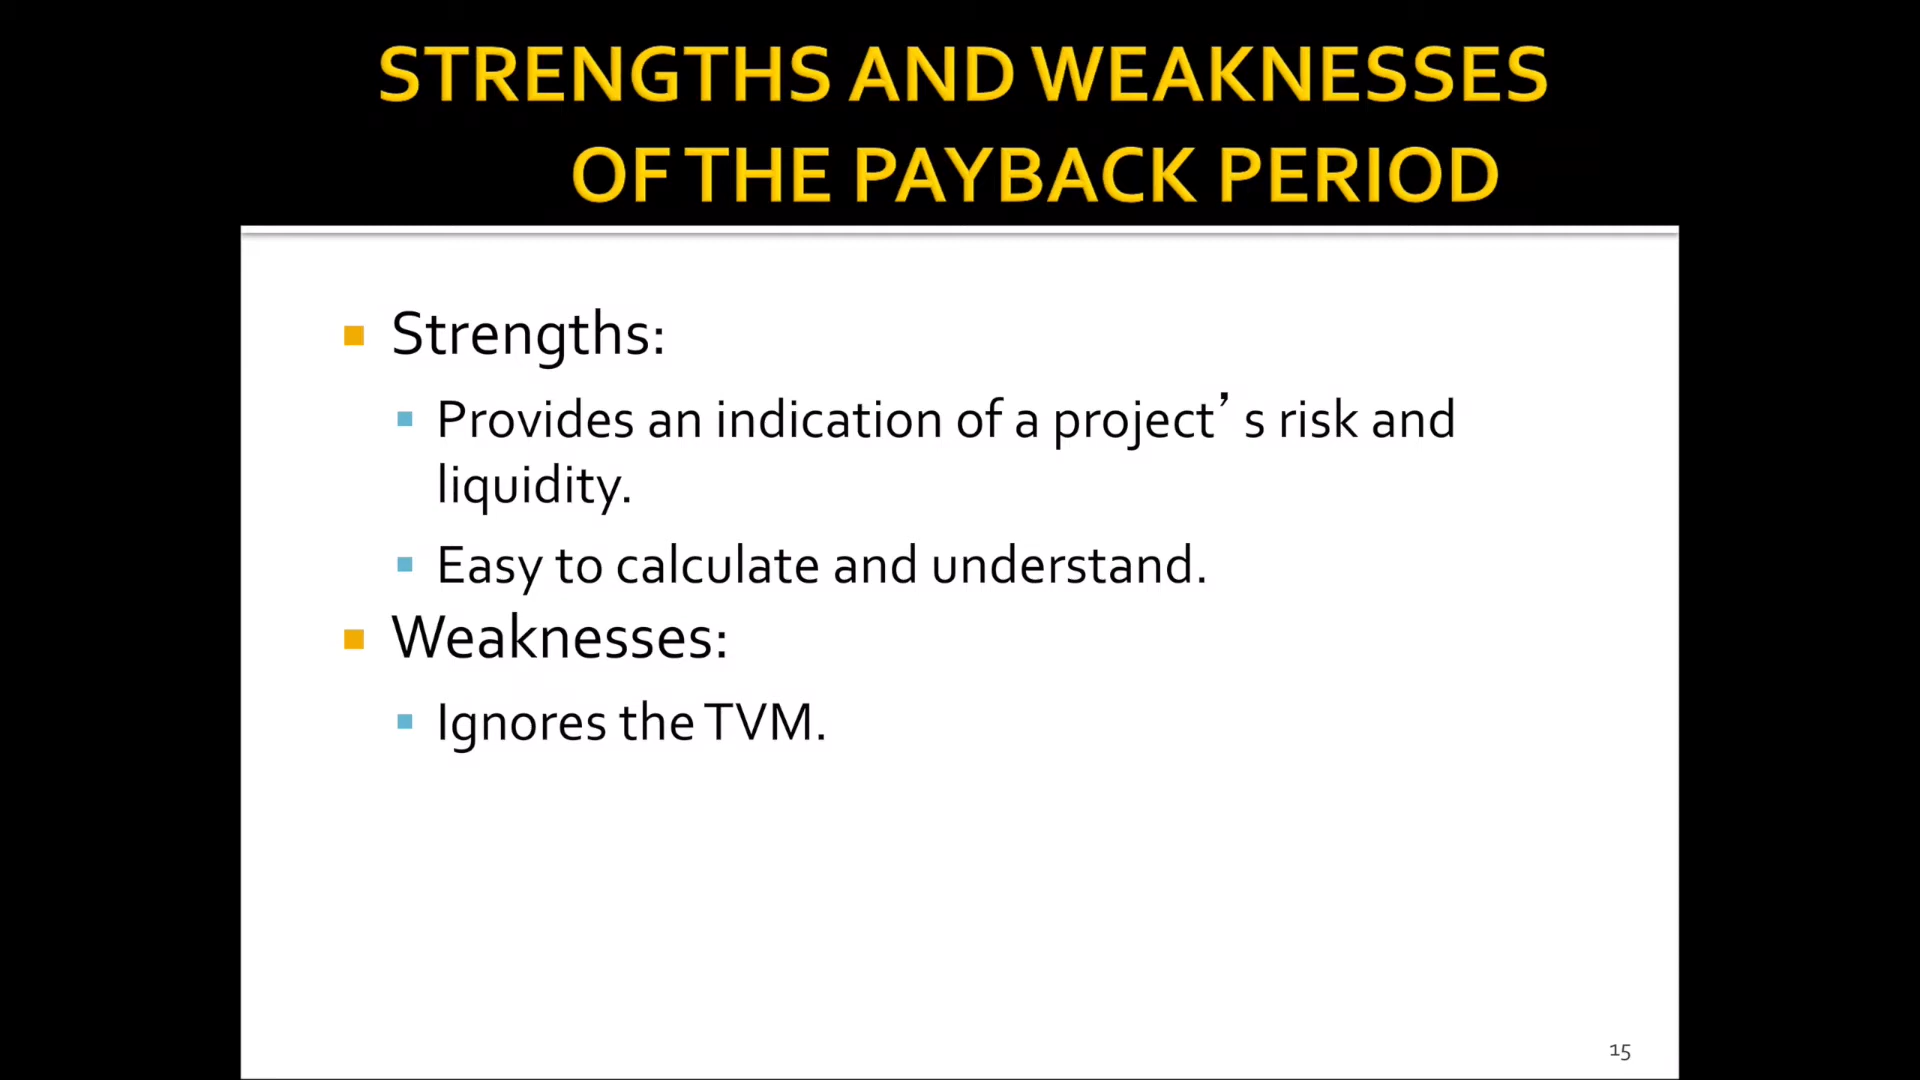 STRENGTHS AND WEAKNESSES
OF THE PAYBACK PERIOD
Strengths:
Provides an indication of a project’s risk and
liquidity.
Easy to calculate and understand.
Weaknesses:
Ignores the TVM.
15